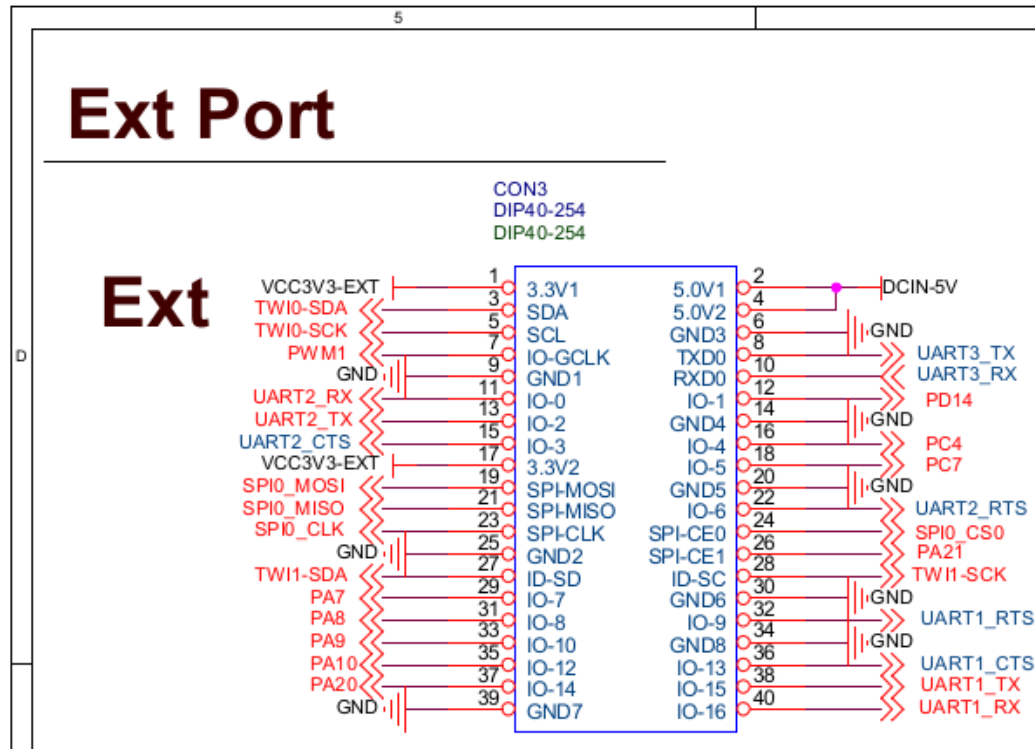 5
Ext Port
CON3
DIP40-254
DIP40-254
Ext
D
VCC3V3-EXT 1 3.3V1 5.0V1 2 DCIN-5V
TWI0-SDA 3 SDA 5.0V2 4
TWI0-SCK 5 SCL GND3 6 GND
PWM1 7 IO-GCLK TXD0 8 UART3_TX
GND 9 GND1 RXD0 10 UART3_RX
UART2_RX 11 IO-0 IO-1 12 PD14
UART2_TX 13 IO-2 GND4 14 GND
UART2_CTS 15 IO-3 IO-4 16 PC4
VCC3V3-EXT 17 3.3V2 IO-5 18 PC7
SPI0_MOSI 19 SPI-MOSI GND5 20 GND
SPI0_MISO 21 SPI-MISO IO-6 22 UART2_RTS
SPI0_CLK 23 SPI-CLK SPI-CE0 24 SPI0_CS0
GND 25 GND2 SPI-CE1 26 PA21
TWI1-SDA 27 ID-SD ID-SC 28 TWI1-SCK
PA7 29 IO-7 GND6 30 GND
PA8 31 IO-8 IO-9 32 UART1_RTS
PA9 33 IO-10 GND8 34 GND
PA10 35 IO-12 IO-13 36 UART1_CTS
PA20 37 IO-14 IO-15 38 UART1_TX
GND 39 GND7 IO-16 40 UART1_RX